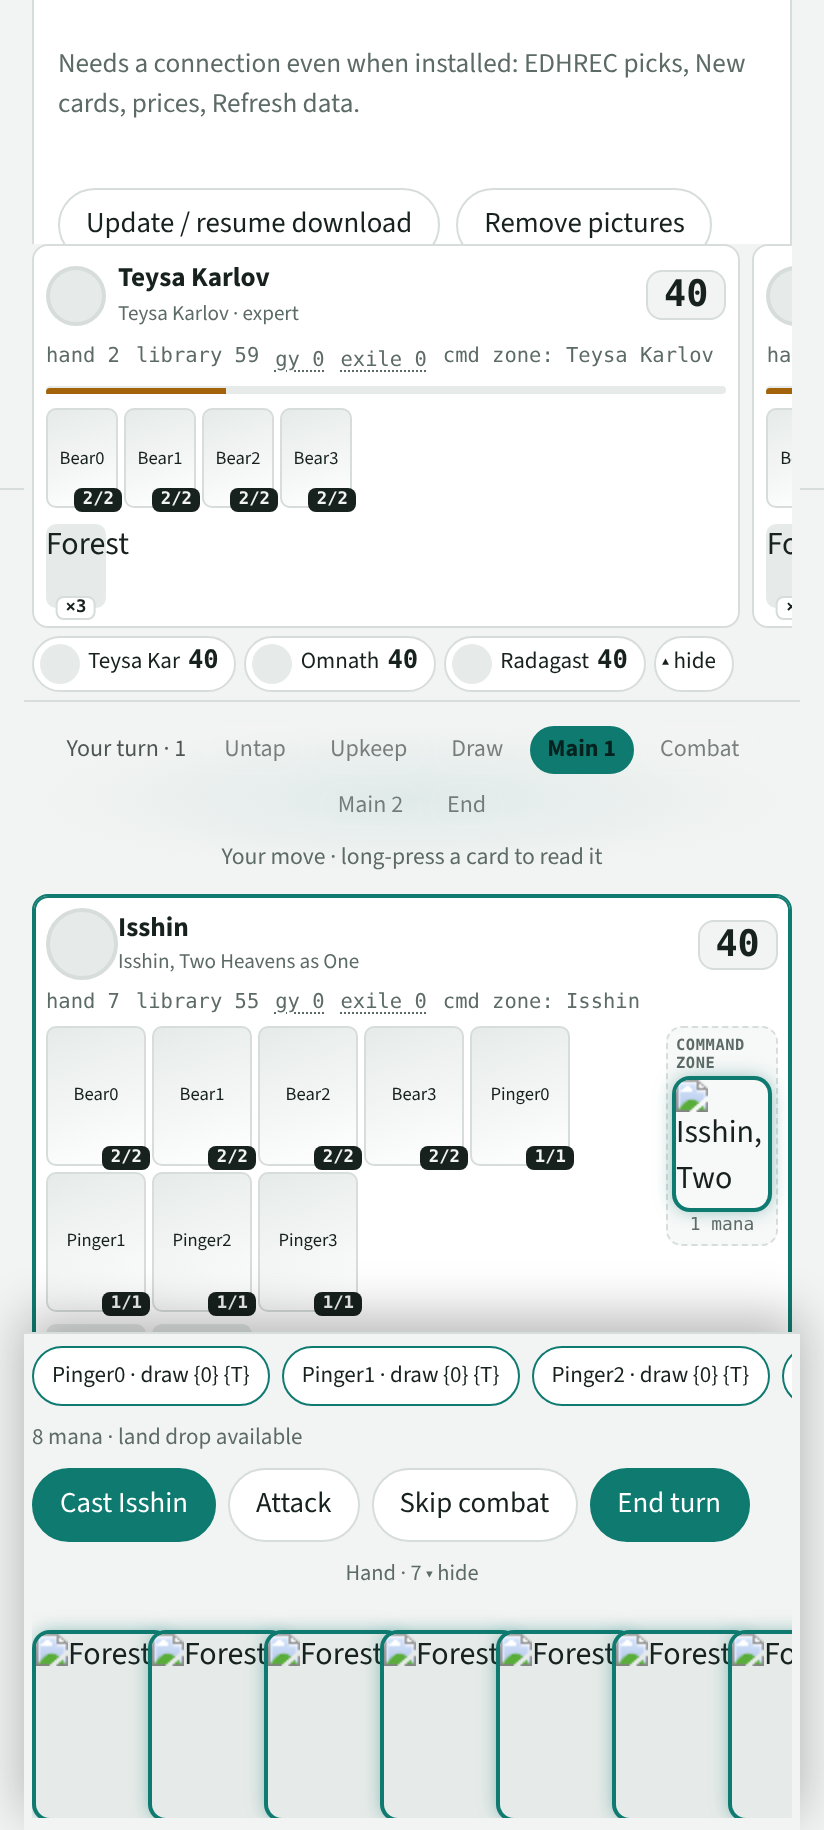 Needs a connection even when installed: EDHREC picks, New
cards, prices, Refresh data.
Update / resume download
Remove pictures
Teysa Karlov
Teysa Karlov · expert
40
hand 2 library 59 gy 0 exile 0 cmd zone: Teysa Karlov
ha
Bear0
Bear1
Bear2
Bear3
B
2/2
2/2
2/2
2/2
Forest
Fo
×3
×
Teysa Kar 40
Omnath 40
Radagast 40
▴ hide
Your turn · 1
Untap
Upkeep
Draw
Main 1
Combat
Main 2
End
Your move · long-press a card to read it
Isshin
Isshin, Two Heavens as One
40
hand 7 library 55 gy 0 exile 0 cmd zone: Isshin
COMMAND
ZONE
Bear0
Bear1
Bear2
Bear3
Pinger0
2/2
2/2
2/2
2/2
1/1
Isshin,
Two
1 mana
Pinger1
Pinger2
Pinger3
1/1
1/1
1/1
Pinger0 · draw {0} {T}
Pinger1 · draw {0} {T}
Pinger2 · draw {0} {T}
8 mana · land drop available
Cast Isshin
Attack
Skip combat
End turn
Hand · 7 ▾ hide
Forest
Forest
Forest
Forest
Forest
Forest
Fo